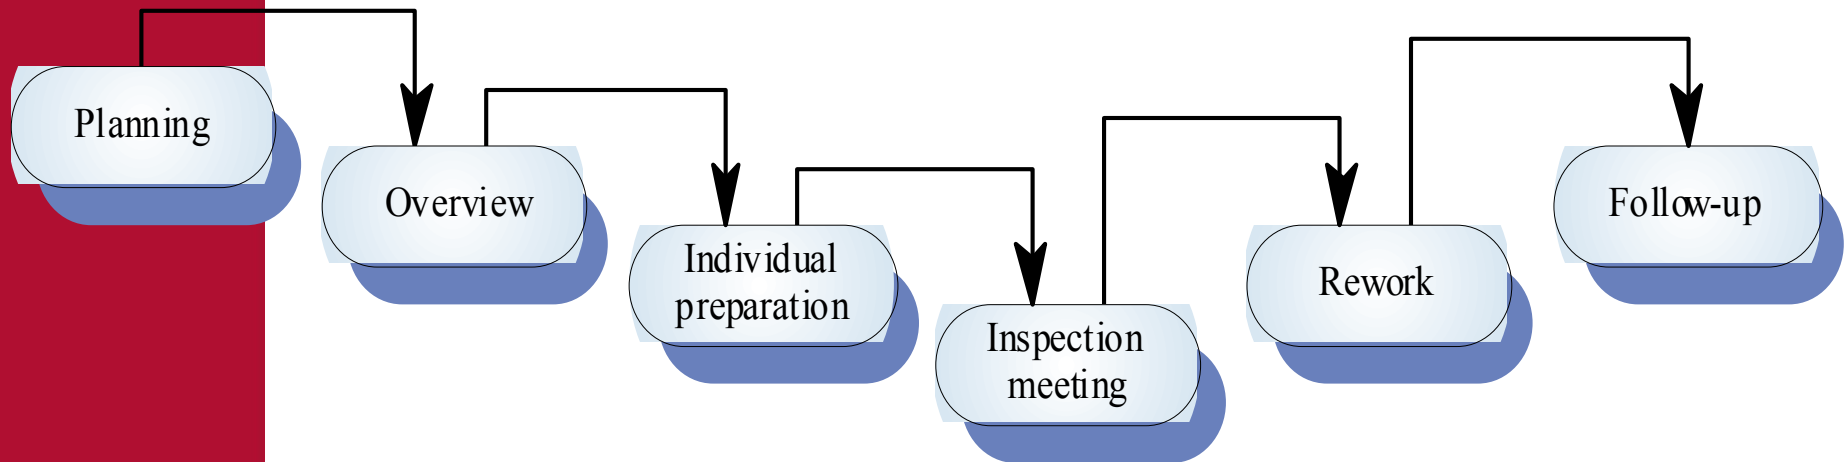 Planning
Overview
Individual
preparation
Inspection
meeting
Rework
Follow-up